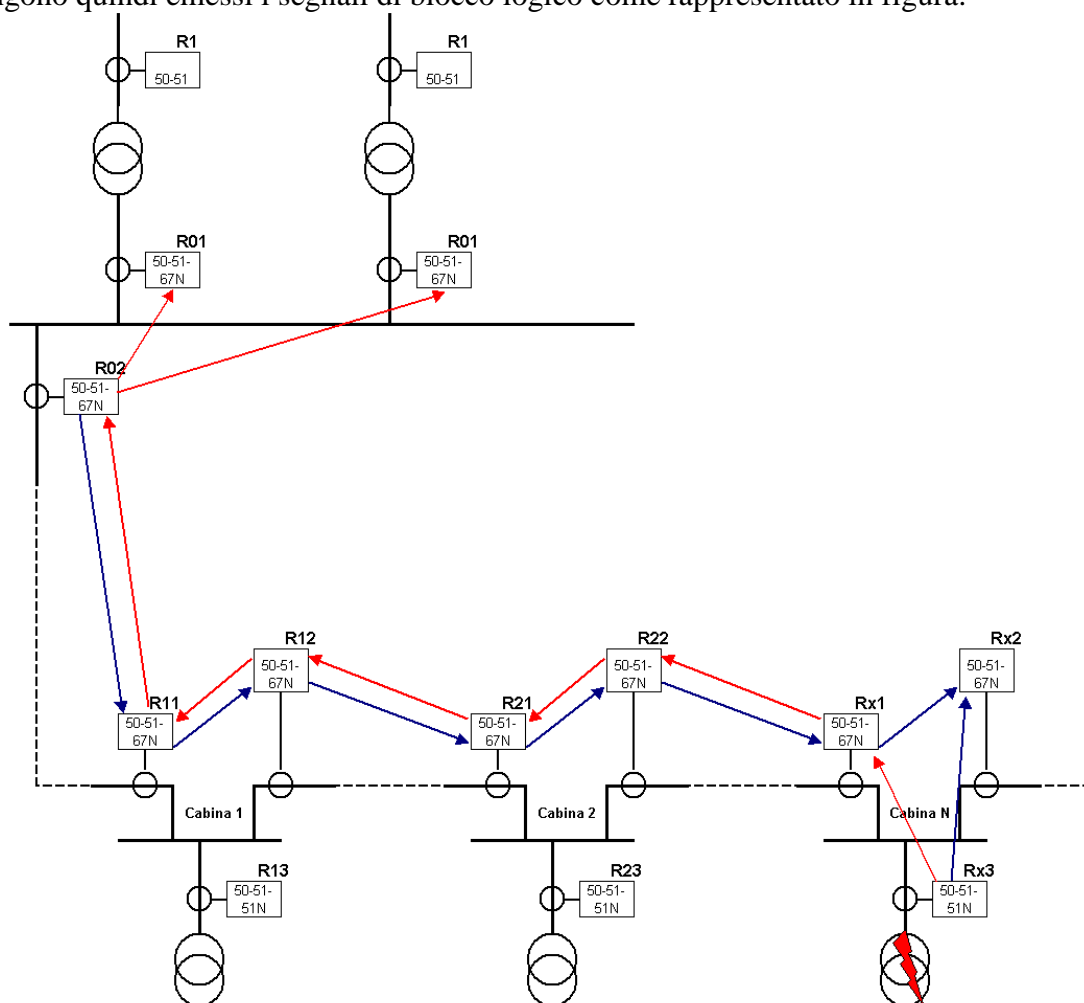 gono quindi emessi i segnali di blocco logico come rappresentato in figura.
R1
50-51
R1
50-51
R01
50-51-
67N
R01
50-51-
67N
R02
50-51-
67N
R12
50-51-
67N
R22
50-51-
67N
Rx2
50-51-
67N
R11
50-51-
67N
R21
50-51-
67N
Rx1
50-51-
67N
Cabina 1
Cabina 2
Cabina N
R13
50-51-
51N
R23
50-51-
51N
Rx3
50-51-
51N